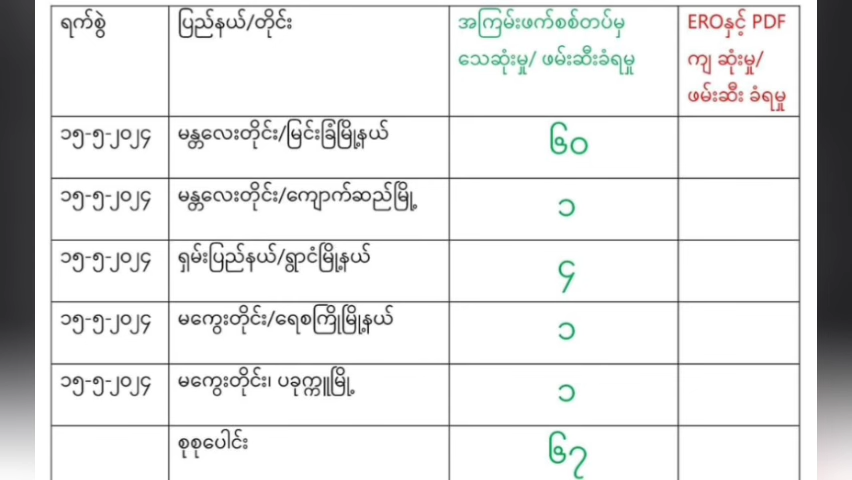 ရက်စွဲ
ပြည်နယ်/တိုင်း
အကြမ်းဖက်စစ်တပ်မှ
သေဆုံးမှု/ ဖမ်းဆီးခံရမှု
EROနှင့် PDF
ကျ ဆုံးမှု/
ဖမ်းဆီး ခံရမှု
၁၅-၅-၂၀၂၄ မန္တလေးတိုင်း/မြင်းခြံမြို့နယ် ၆၀
၁၅-၅-၂၀၂၄ မန္တလေးတိုင်း/ကျောက်ဆည်မြို့ ၁
၁၅-၅-၂၀၂၄ ရှမ်းပြည်နယ်/ရွာငံမြို့နယ် ၄
၁၅-၅-၂၀၂၄ မကွေးတိုင်း/ရေစကြိုမြို့နယ် ၁
၁၅-၅-၂၀၂၄ မကွေးတိုင်း၊ ပခုက္ကူမြို့ ၁
စုစုပေါင်း ၆၇